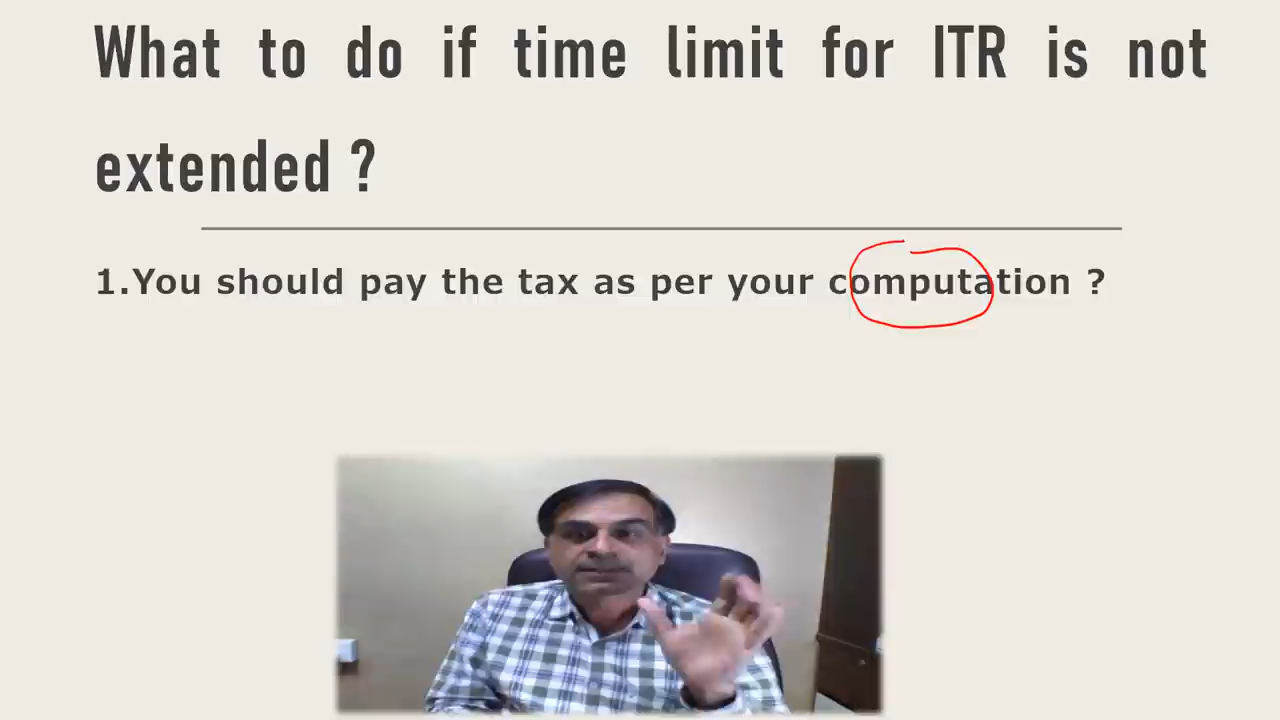 What to do if time limit for ITR is not
extended ?
1.You should pay the tax as per your computation ?